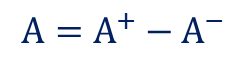 A = A⁺ − A⁻